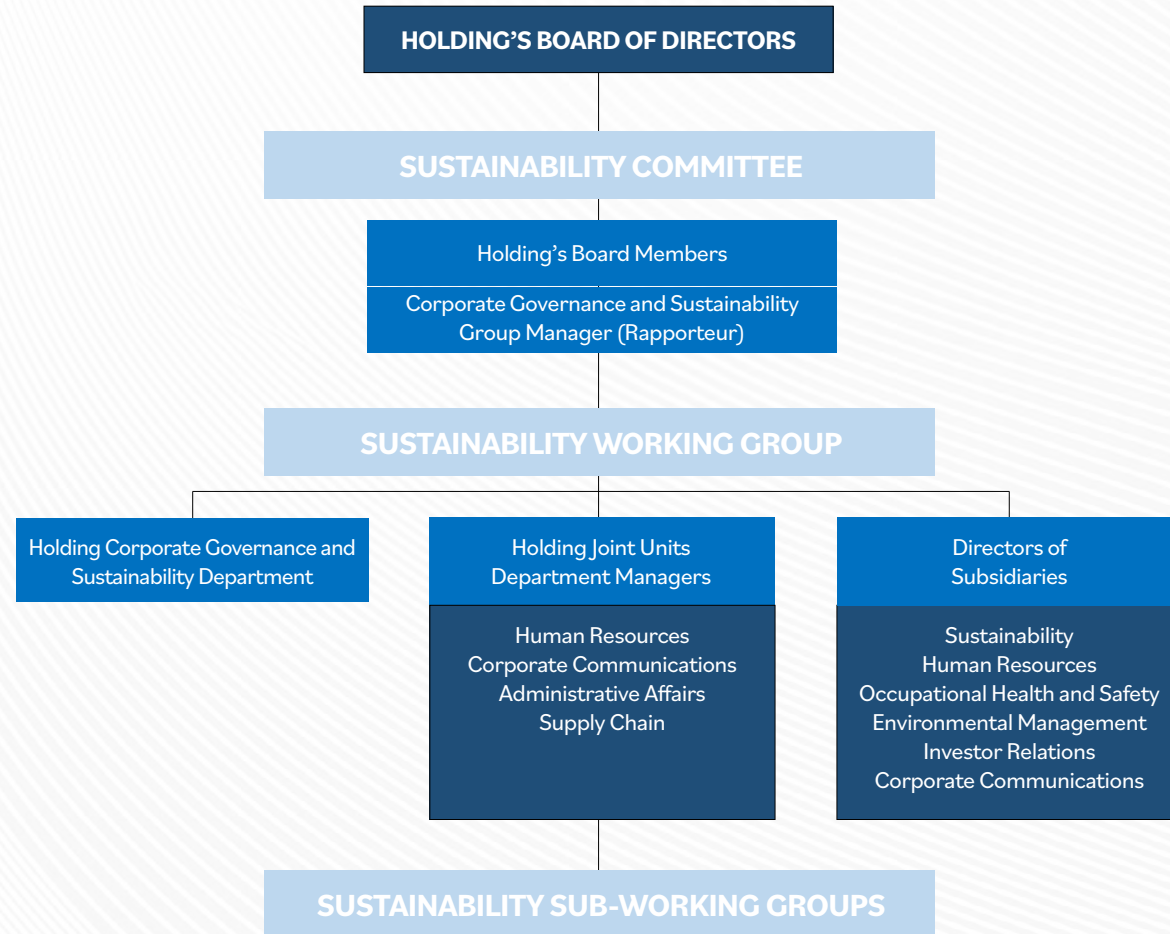 HOLDING’S BOARD OF DIRECTORS
SUSTAINABILITY COMMITTEE
Holding’s Board Members
Corporate Governance and Sustainability
Group Manager (Rapporteur)
SUSTAINABILITY WORKING GROUP
Holding Corporate Governance and
Sustainability Department
Holding Joint Units
Department Managers
Human Resources
Corporate Communications
Administrative Affairs
Supply Chain
Directors of
Subsidiaries
Sustainability
Human Resources
Occupational Health and Safety
Environmental Management
Investor Relations
Corporate Communications
SUSTAINABILITY SUB-WORKING GROUPS